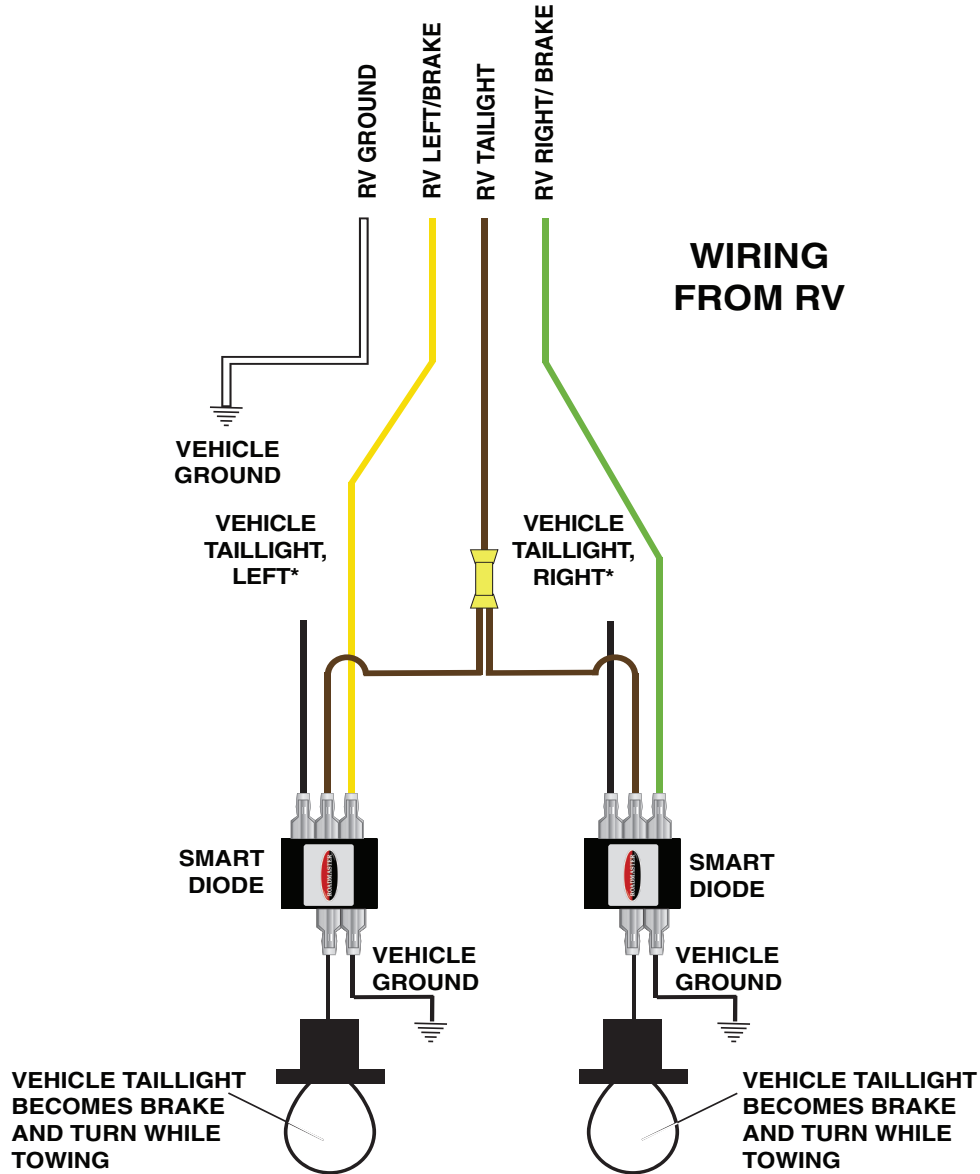 RV GROUND
RV LEFT/BRAKE
RV TAILIGHT
RV RIGHT/ BRAKE
WIRING
FROM RV
VEHICLE
GROUND
VEHICLE
TAILLIGHT,
LEFT*
VEHICLE
TAILLIGHT,
RIGHT*
SMART
DIODE
ROADMASTER
ROADMASTER
SMART
DIODE
VEHICLE
GROUND
VEHICLE
GROUND
VEHICLE TAILLIGHT
BECOMES BRAKE
AND TURN WHILE
TOWING
VEHICLE TAILLIGHT
BECOMES BRAKE
AND TURN WHILE
TOWING